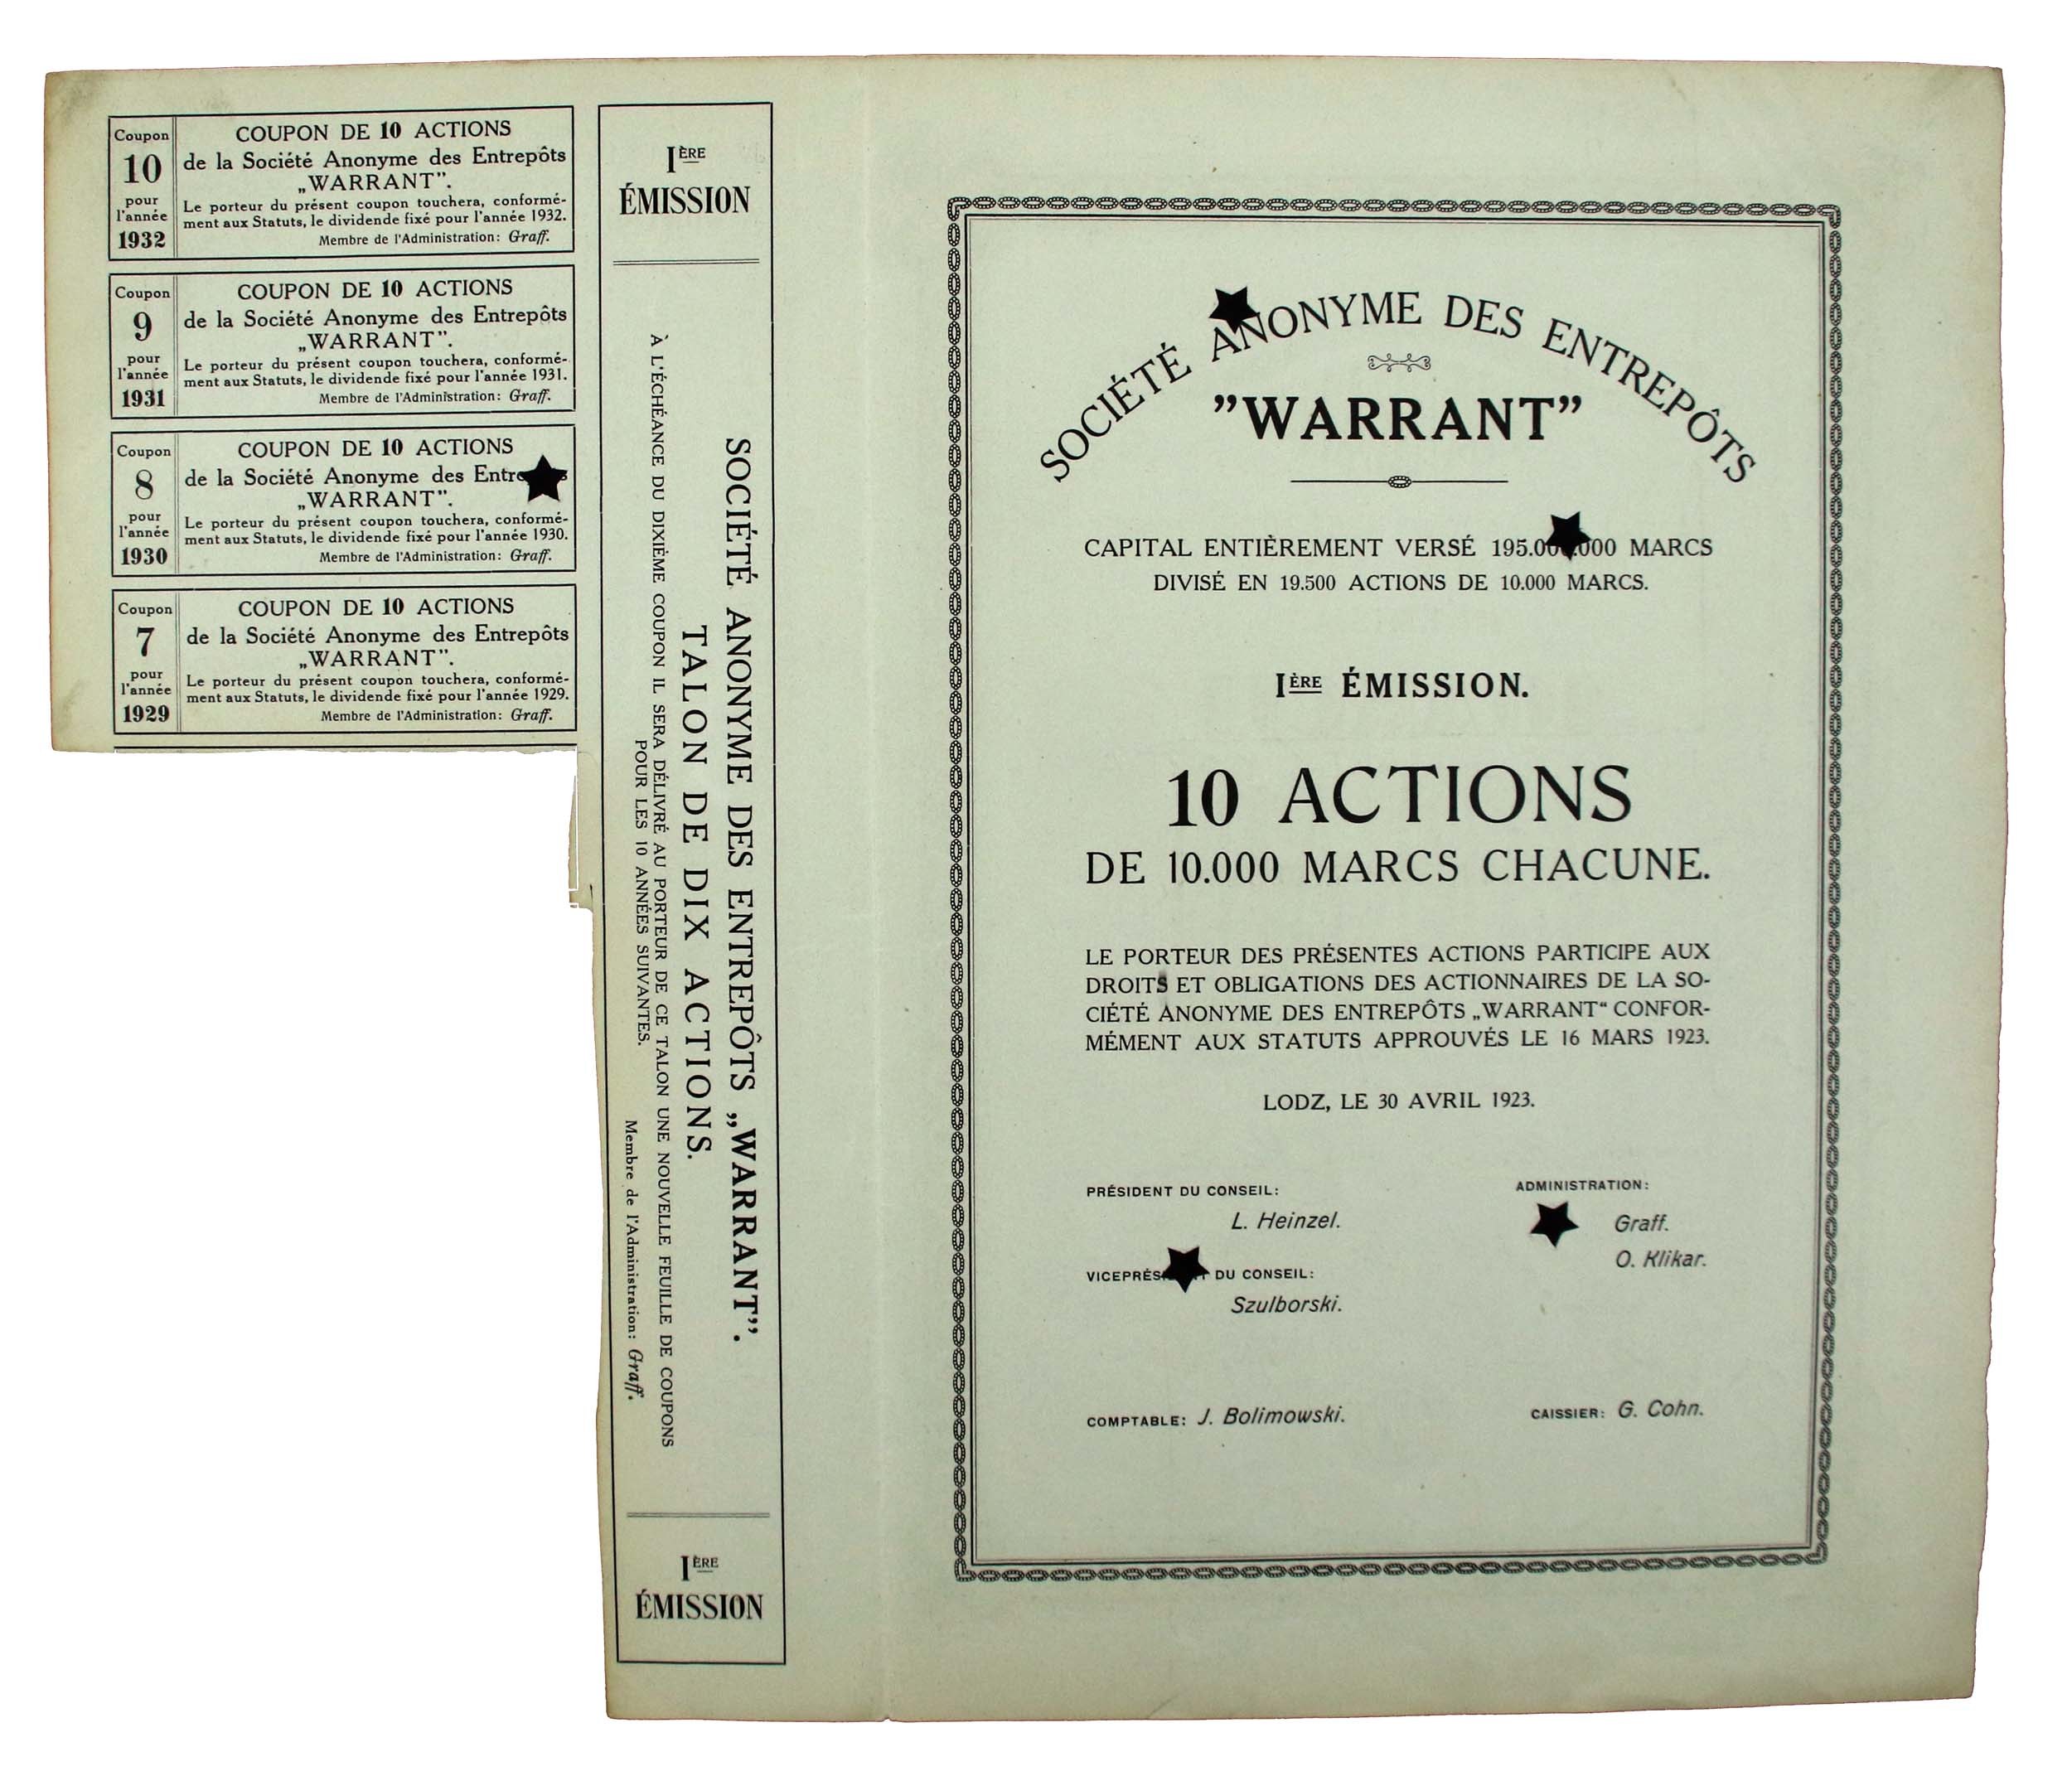 Coupon
10
pour
l'année
1932
COUPON DE 10 ACTIONS
de la Société Anonyme des Entrepôts
„WARRANT”.
Le porteur du présent coupon touchera, conformé-
ment aux Statuts, le dividende fixé pour l'année 1932.
Membre de l'Administration: Graff.
Coupon
9
pour
l'année
1931
COUPON DE 10 ACTIONS
de la Société Anonyme des Entrepôts
„WARRANT”.
Le porteur du présent coupon touchera, conformé-
ment aux Statuts, le dividende fixé pour l'année 1931.
Membre de l'Administration: Graff.
Coupon
8
pour
l'année
1930
COUPON DE 10 ACTIONS
de la Société Anonyme des
„WARRANT”.
Le porteur du présent coupon touchera, conformé-
ment aux Statuts, le dividende fixé pour l'année 1930.
Membre de l'Administration: Graff.
Coupon
7
pour
l'année
1929
COUPON DE 10 ACTIONS
de la Société Anonyme des Entrepôts
„WARRANT”.
Le porteur du présent coupon touchera, conformé-
ment aux Statuts, le dividende fixé pour l'année 1929.
Membre de l'Administration: Graff.
IÈRE
ÉMISSION
SOCIÉTÉ ANONYME DES ENTREPÔTS „WARRANT”.
TALON DE DIX ACTIONS.
À L'ÉCHÉANCE DU DIXIÈME COUPON IL SERA DÉLIVRÉ AU PORTEUR DE CE TALON UNE NOUVELLE FEUILLE DE COUPONS
POUR LES 10 ANNÉES SUIVANTES.
Membre de l'Administration: Graff.
IÈRE
ÉMISSION
SOCIÉTÉ ANONYME DES ENTREPÔTS
”WARRANT”
CAPITAL ENTIÈREMENT VERSÉ 195.000.000 MARCS
DIVISÉ EN 19.500 ACTIONS DE 10.000 MARCS.
IÈRE ÉMISSION.
10 ACTIONS
DE 10.000 MARCS CHACUNE.
LE PORTEUR DES PRÉSENTES ACTIONS PARTICIPE AUX
DROITS ET OBLIGATIONS DES ACTIONNAIRES DE LA SO-
CIÉTÉ ANONYME DES ENTREPÔTS „WARRANT“ CONFOR-
MÉMENT AUX STATUTS APPROUVÉS LE 16 MARS 1923.
LODZ, LE 30 AVRIL 1923.
PRÉSIDENT DU CONSEIL:
L. Heinzel.
VICEPRÉSIDENT DU CONSEIL:
Szulborski.
ADMINISTRATION:
Graff.
O. Klikar.
COMPTABLE: J. Bolimowski.
CAISSIER: G. Cohn.